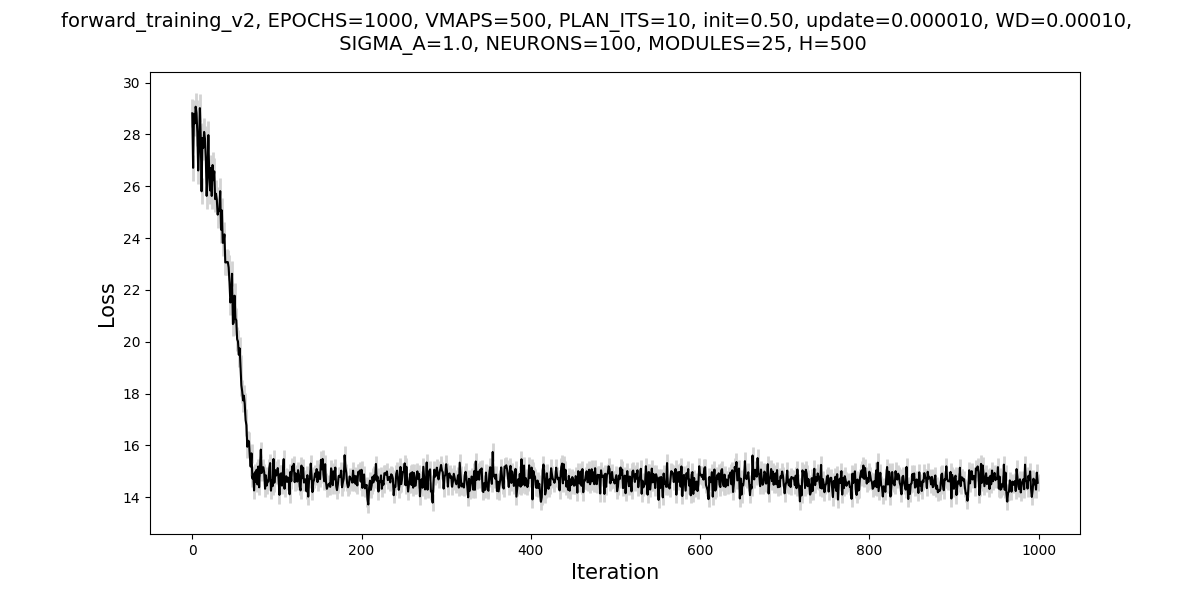 forward_training_v2, EPOCHS=1000, VMAPS=500, PLAN_ITS=10, init=0.50, update=0.000010, WD=0.00010,
SIGMA_A=1.0, NEURONS=100, MODULES=25, H=500
30
28
26
24
22
20
18
16
14
Loss
0 200 400 600 800 1000
Iteration